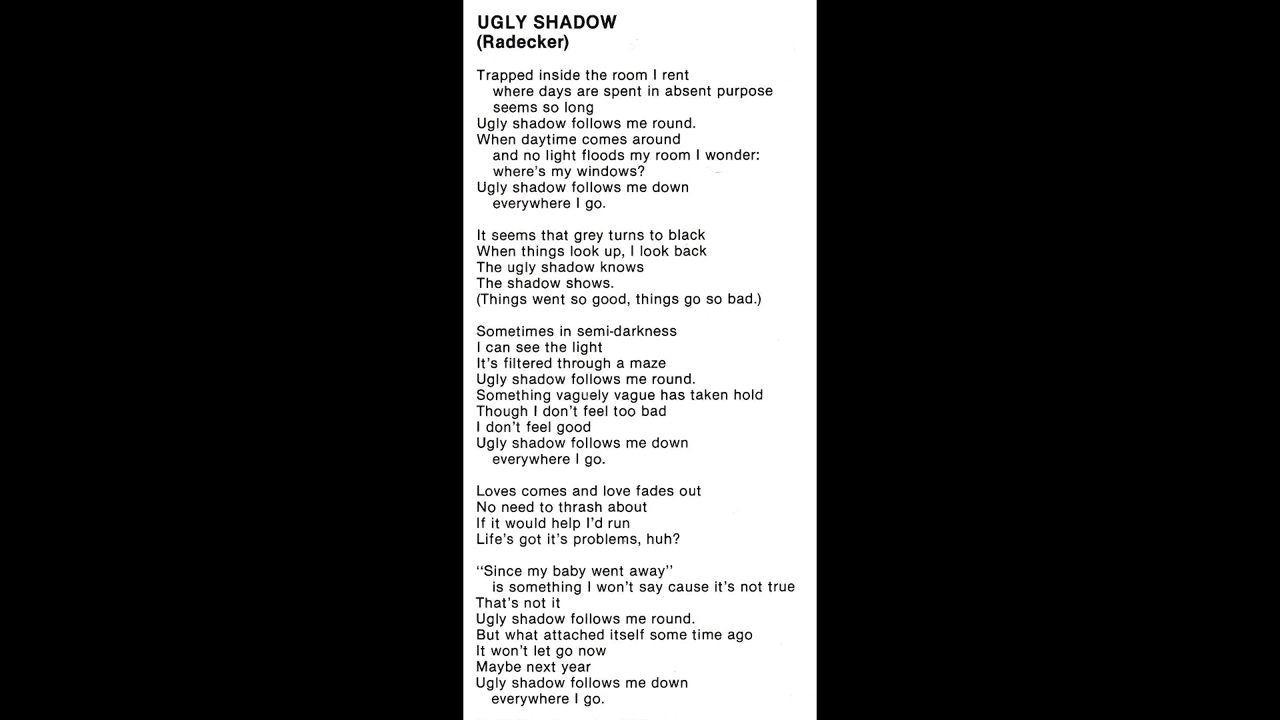 UGLY SHADOW
(Radecker)
Trapped inside the room I rent
where days are spent in absent purpose
seems so long
Ugly shadow follows me round.
When daytime comes around
and no light floods my room I wonder:
where's my windows?
Ugly shadow follows me down
everywhere I go.
It seems that grey turns to black
When things look up, I look back
The ugly shadow knows
The shadow shows.
(Things went so good, things go so bad.)
Sometimes in semi-darkness
I can see the light
It's filtered through a maze
Ugly shadow follows me round.
Something vaguely vague has taken hold
Though I don't feel too bad
I don't feel good
Ugly shadow follows me down
everywhere I go.
Loves comes and love fades out
No need to thrash about
If it would help I'd run
Life's got it's problems, huh?
“Since my baby went away”
is something I won't say cause it's not true
That's not it
Ugly shadow follows me round.
But what attached itself some time ago
It won't let go now
Maybe next year
Ugly shadow follows me down
everywhere I go.